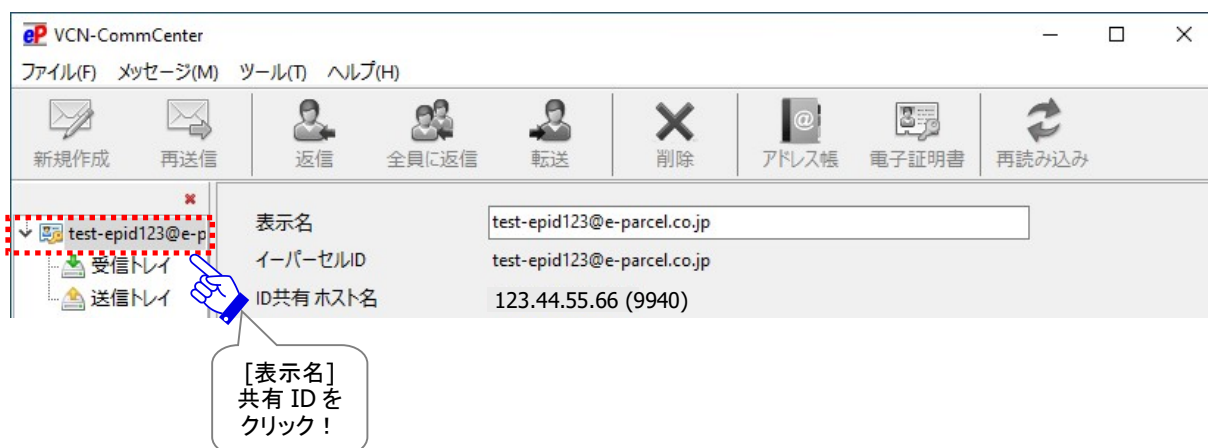 eP VCN-CommCenter
ファイル(F) メッセージ(M) ツール(T) ヘルプ(H)
新規作成 再送信 返信 全員に返信 転送 削除 アドレス帳 電子証明書 再読み込み
test-epid123@e-p
受信トレイ
送信トレイ
表示名 test-epid123@e-parcel.co.jp
イーパーセルID test-epid123@e-parcel.co.jp
ID共有 ホスト名 123.44.55.66 (9940)
[表示名]
共有 ID を
クリック！